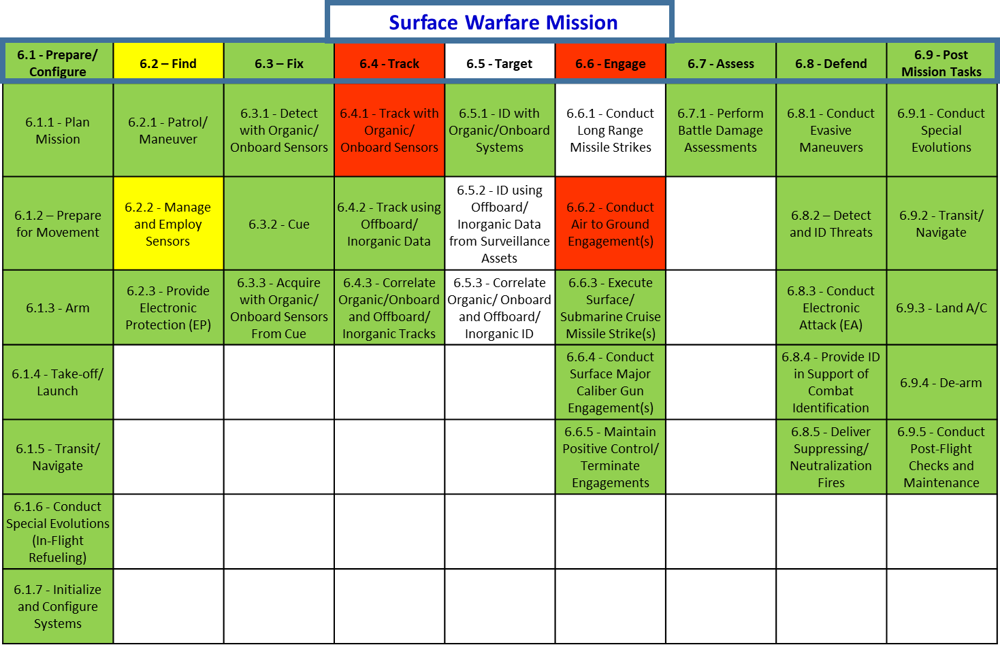 Surface Warfare Mission
6.1 - Prepare/
Configure
6.2 – Find
6.3 – Fix
6.4 - Track
6.5 - Target
6.6 - Engage
6.7 - Assess
6.8 - Defend
6.9 - Post
Mission Tasks
6.1.1 - Plan
Mission
6.2.1 - Patrol/
Maneuver
6.3.1 - Detect
with Organic/
Onboard Sensors
6.4.1 - Track with
Organic/
Onboard Sensors
6.5.1 - ID with
Organic/Onboard
Systems
6.6.1 - Conduct
Long Range
Missile Strikes
6.7.1 - Perform
Battle Damage
Assessments
6.8.1 - Conduct
Evasive
Maneuvers
6.9.1 - Conduct
Special
Evolutions
6.1.2 – Prepare
for Movement
6.2.2 - Manage
and Employ
Sensors
6.3.2 - Cue
6.4.2 - Track using
Offboard/
Inorganic Data
6.5.2 - ID using
Offboard/
Inorganic Data
from Surveillance
Assets
6.6.2 - Conduct
Air to Ground
Engagement(s)
6.8.2 – Detect
and ID Threats
6.9.2 - Transit/
Navigate
6.1.3 - Arm
6.2.3 - Provide
Electronic
Protection (EP)
6.3.3 - Acquire
with Organic/
Onboard Sensors
From Cue
6.4.3 - Correlate
Organic/Onboard
and Offboard/
Inorganic Tracks
6.5.3 - Correlate
Organic/ Onboard
and Offboard/
Inorganic ID
6.6.3 - Execute
Surface/
Submarine Cruise
Missile Strike(s)
6.8.3 - Conduct
Electronic
Attack (EA)
6.9.3 - Land A/C
6.1.4 - Take-off/
Launch
6.6.4 - Conduct
Surface Major
Caliber Gun
Engagement(s)
6.8.4 - Provide ID
in Support of
Combat
Identification
6.9.4 - De-arm
6.1.5 - Transit/
Navigate
6.6.5 - Maintain
Positive Control/
Terminate
Engagements
6.8.5 - Deliver
Suppressing/
Neutralization
Fires
6.9.5 - Conduct
Post-Flight
Checks and
Maintenance
6.1.6 - Conduct
Special Evolutions
(In-Flight
Refueling)
6.1.7 - Initialize
and Configure
Systems